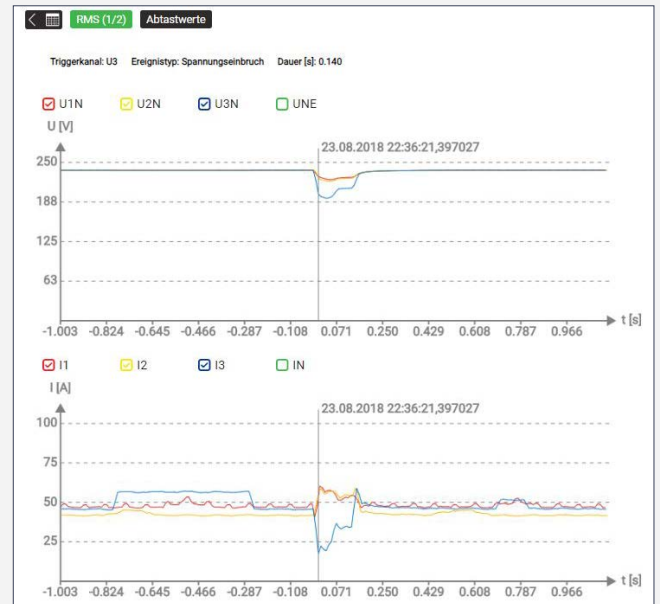 RMS (1/2) Abtastwerte
Triggerkanal: U3 Ereignistyp: Spannungseinbruch Dauer [s]: 0.140
U1N U2N U3N UNE
U [V]
23.08.2018 22:36:21,397027
250
188
125
63
t [s]
-1.003 -0.824 -0.645 -0.466 -0.287 -0.108 0.071 0.250 0.429 0.608 0.787 0.966
I1 I2 I3 IN
I [A]
23.08.2018 22:36:21,397027
100
75
50
25
t [s]
-1.003 -0.824 -0.645 -0.466 -0.287 -0.108 0.071 0.250 0.429 0.608 0.787 0.966